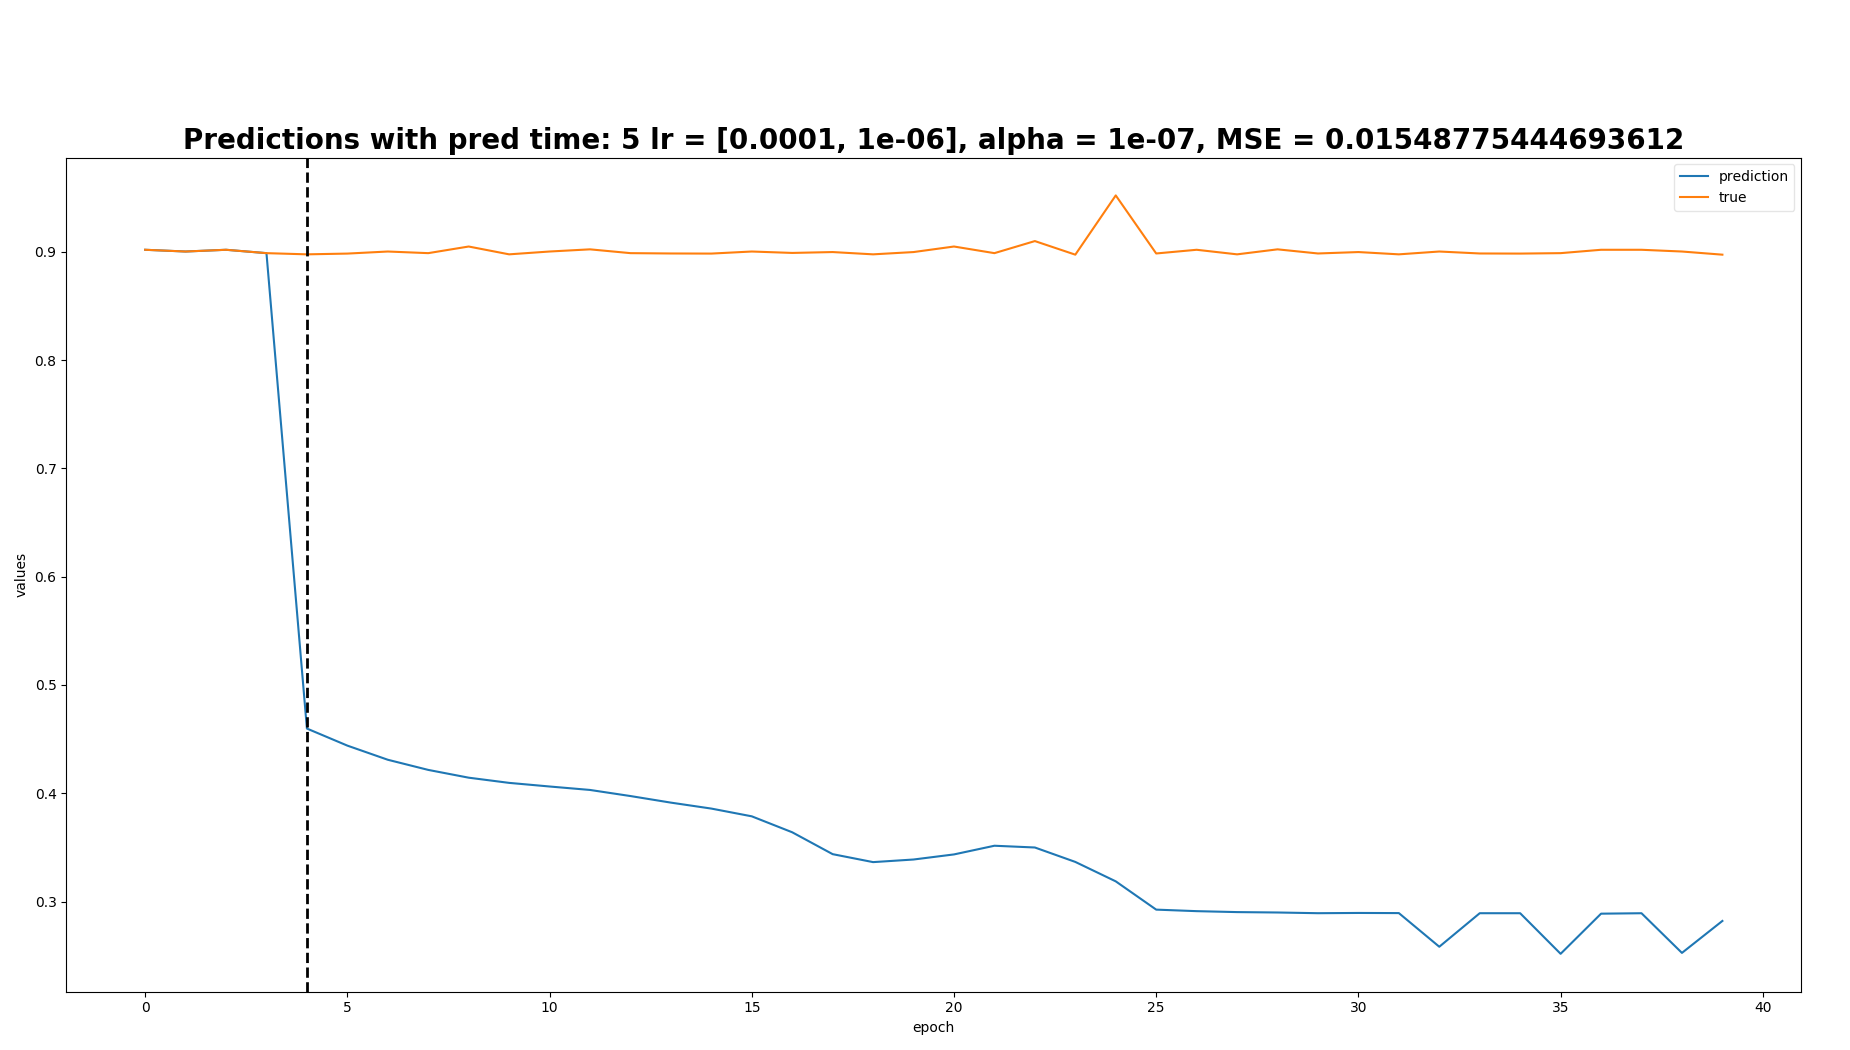 Predictions with pred time: 5 lr = [0.0001, 1e-06], alpha = 1e-07, MSE = 0.01548775444693612
prediction
true
0.9
0.8
0.7
0.6
0.5
0.4
0.3
values
0 5 10 15 20 25 30 35 40
epoch